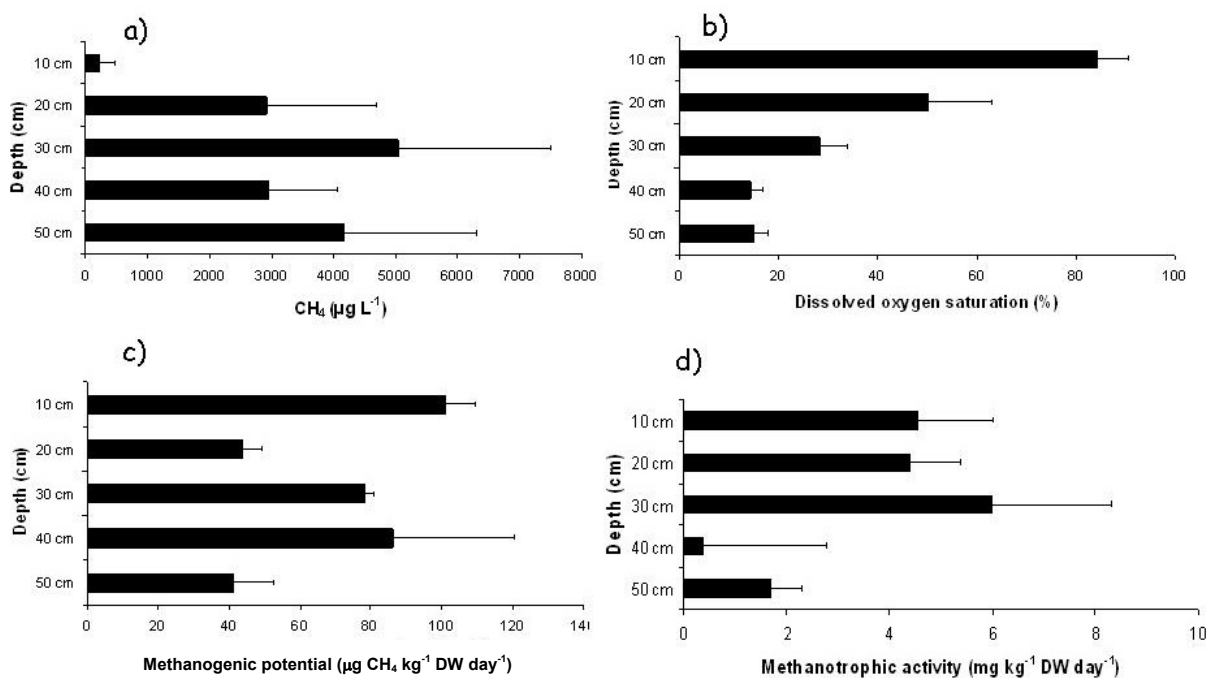 a)
Depth (cm)
10 cm
20 cm
30 cm
40 cm
50 cm
0 1000 2000 3000 4000 5000 6000 7000 8000
CH₄ (µg L⁻¹)
b)
Depth (cm)
10 cm
20 cm
30 cm
40 cm
50 cm
0 20 40 60 80 100
Dissolved oxygen saturation (%)
c)
Depth (cm)
10 cm
20 cm
30 cm
40 cm
50 cm
0 20 40 60 80 100 120 14
Methanogenic potential (µg CH₄ kg⁻¹ DW day⁻¹)
d)
Depth (cm)
10 cm
20 cm
30 cm
40 cm
50 cm
0 2 4 6 8 10
Methanotrophic activity (mg kg⁻¹ DW day⁻¹)